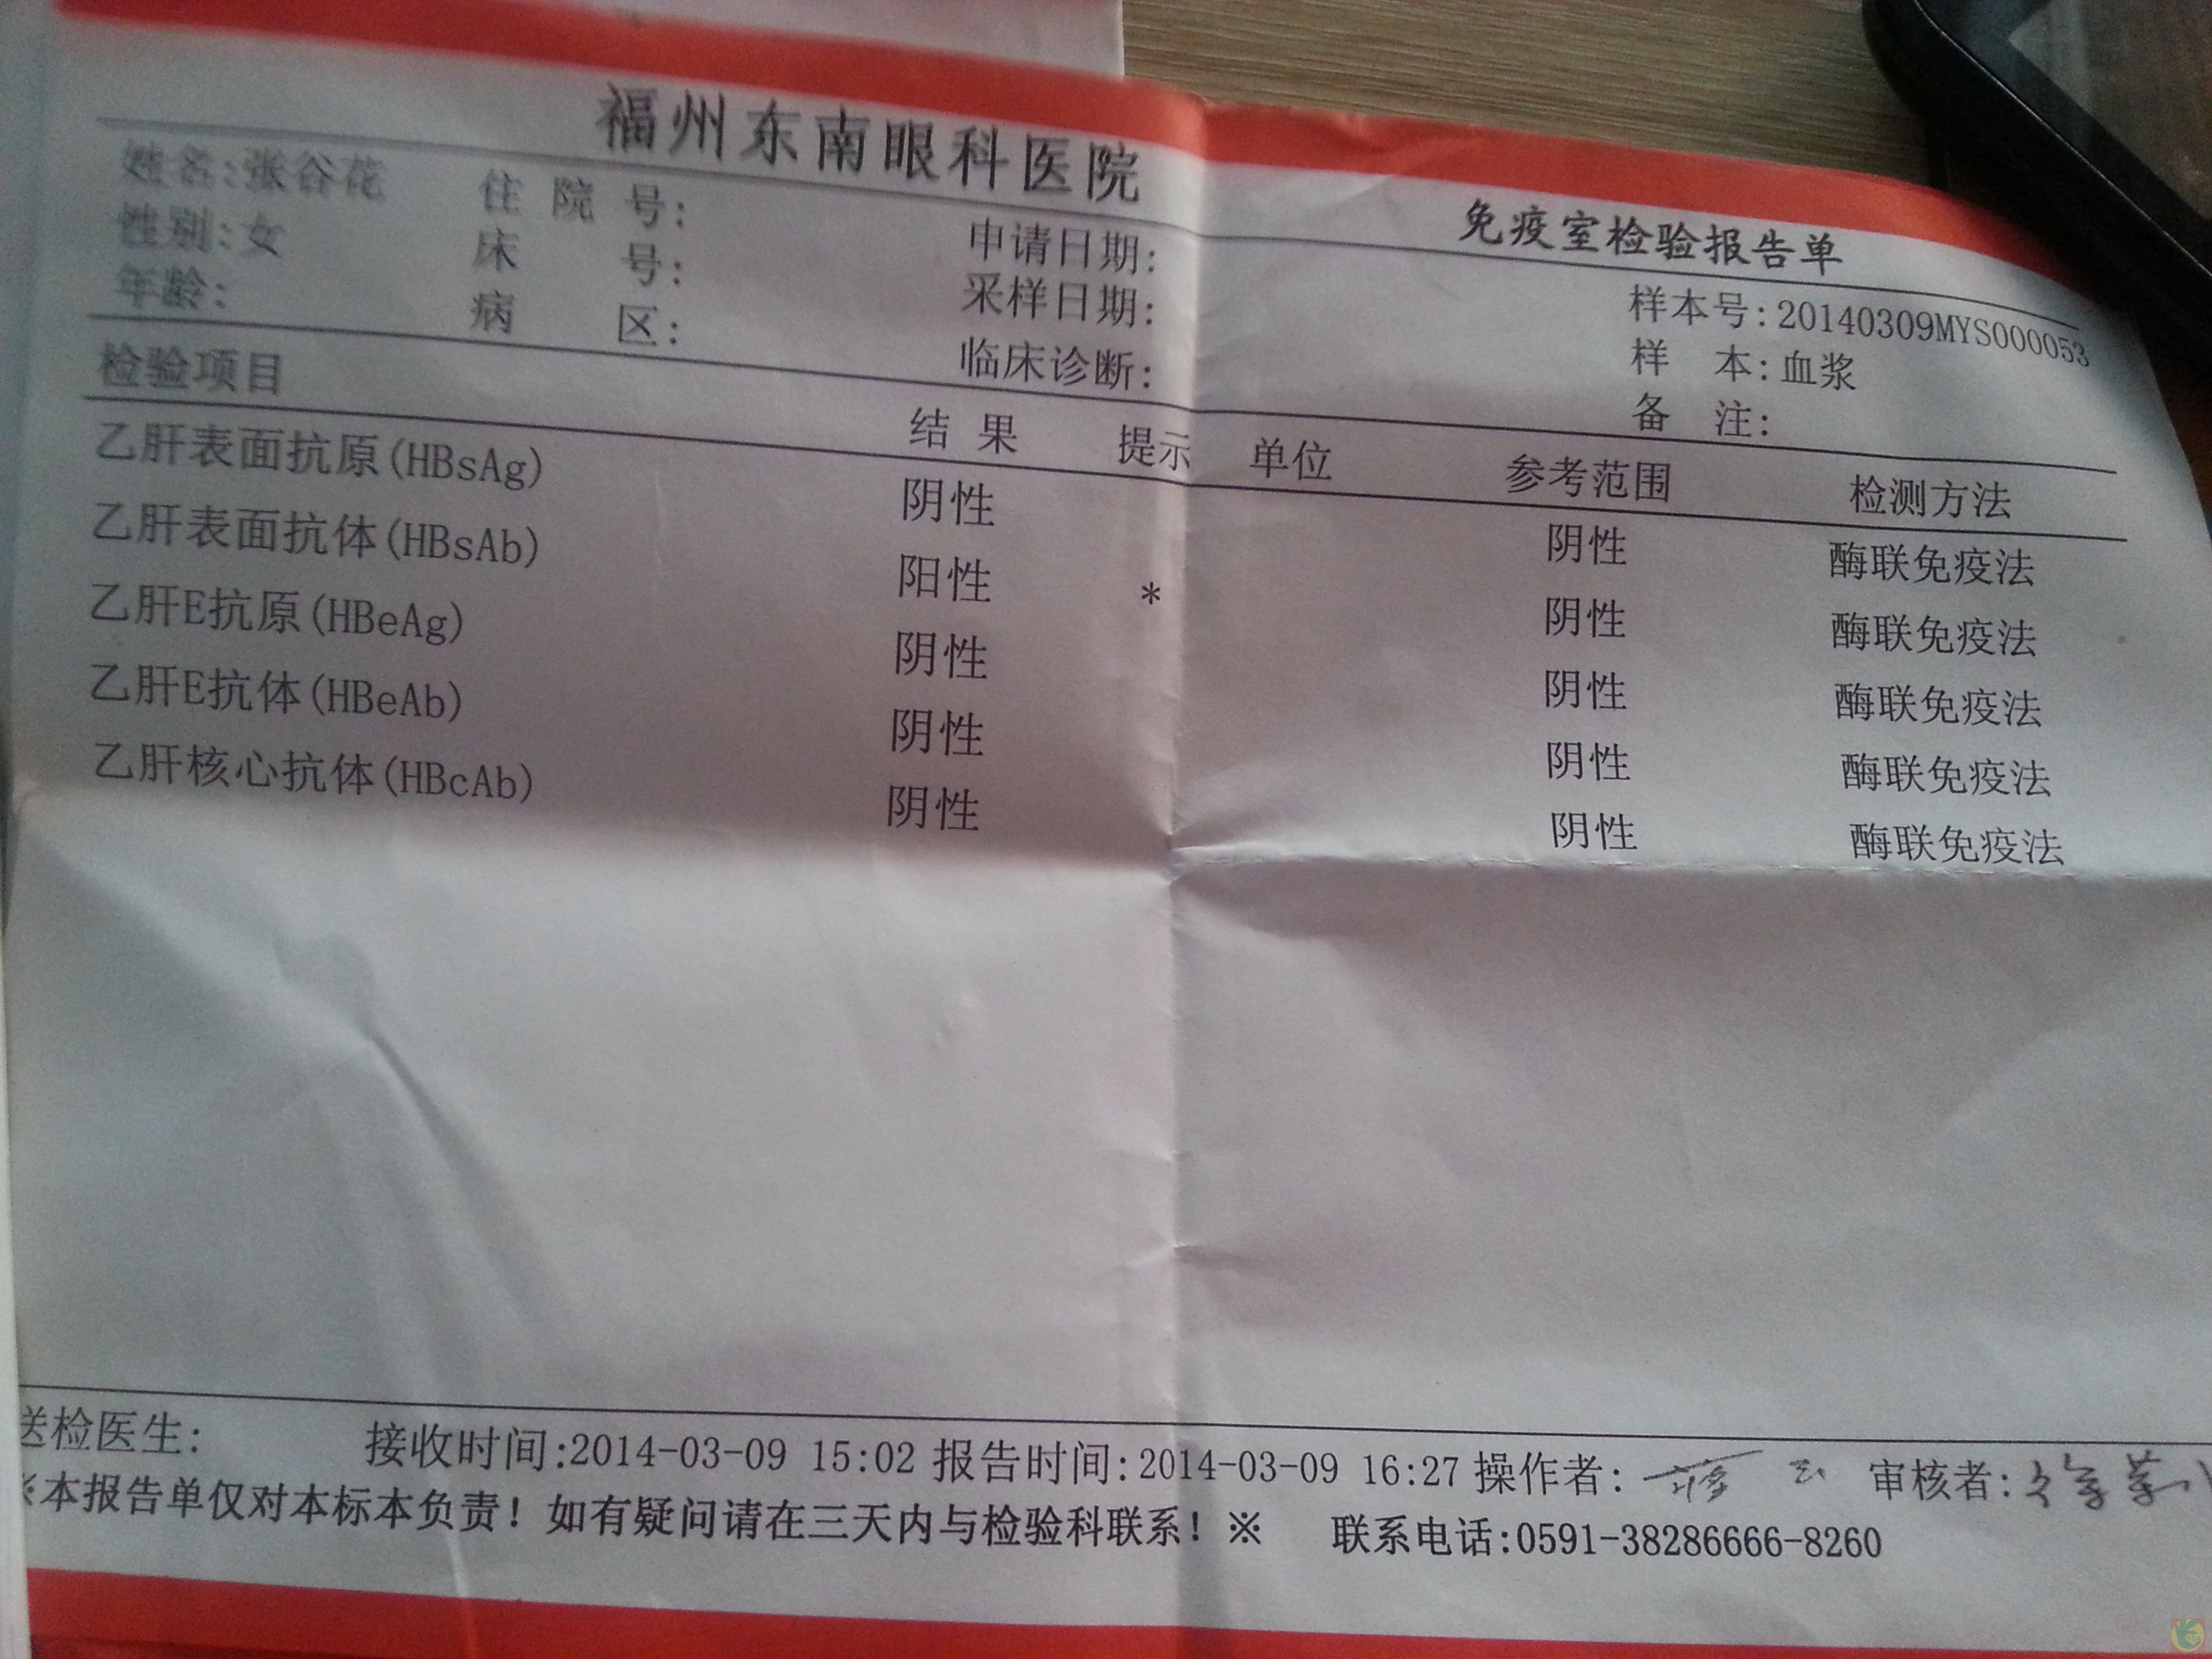 福州东南眼科医院
免疫室检验报告单
姓名:张谷花 住院号: 申请日期: 样本号:20140309MYS000053
性别:女 床 号: 采样日期: 样 本:血浆
年龄: 病 区: 临床诊断: 备 注:
检验项目 结 果 提示 单位 参考范围 检测方法
乙肝表面抗原(HBsAg) 阴性 阴性 酶联免疫法
乙肝表面抗体(HBsAb) 阳性 * 阴性 酶联免疫法
乙肝E抗原(HBeAg) 阴性 阴性 酶联免疫法
乙肝E抗体(HBeAb) 阴性 阴性 酶联免疫法
乙肝核心抗体(HBcAb) 阴性 阴性 酶联免疫法
送检医生: 接收时间:2014-03-09 15:02 报告时间:2014-03-09 16:27 操作者: 审核者:
※本报告单仅对本标本负责!如有疑问请在三天内与检验科联系!※ 联系电话:0591-38286666-8260